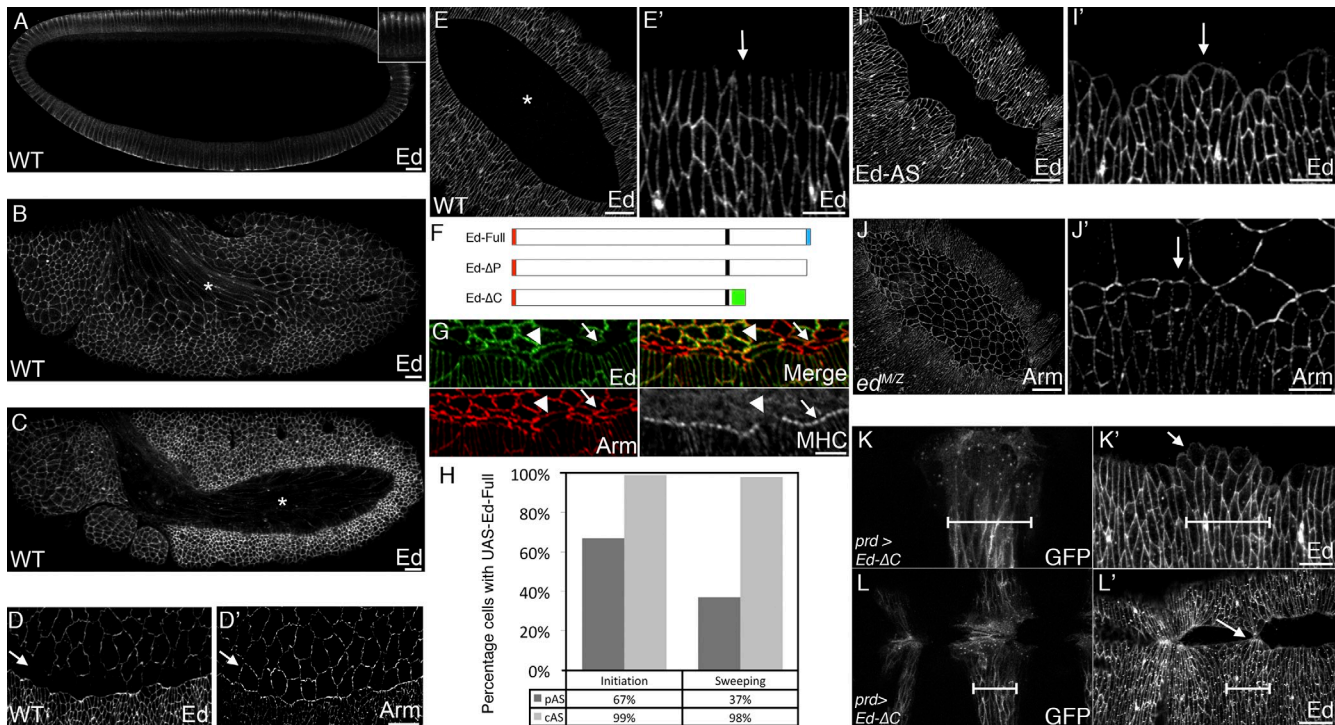 A
WT
Ed
B
WT
*
Ed
C
WT
*
Ed
D
WT
Ed
D'
Arm
E
*
WT
Ed
E'
Ed
F
Ed-Full
Ed-ΔP
Ed-ΔC
G
Ed
Merge
Arm
MHC
H
Percentage cells with UAS-Ed-Full
100%
80%
60%
40%
20%
0%
Initiation Sweeping
pAS 67% 37%
cAS 99% 98%
I
Ed-AS
Ed
I'
Ed
J
ed^lM/Z
Arm
J'
Arm
K
prd >
Ed-ΔC
GFP
K'
Ed
L
prd>
Ed-ΔC
GFP
L'
Ed